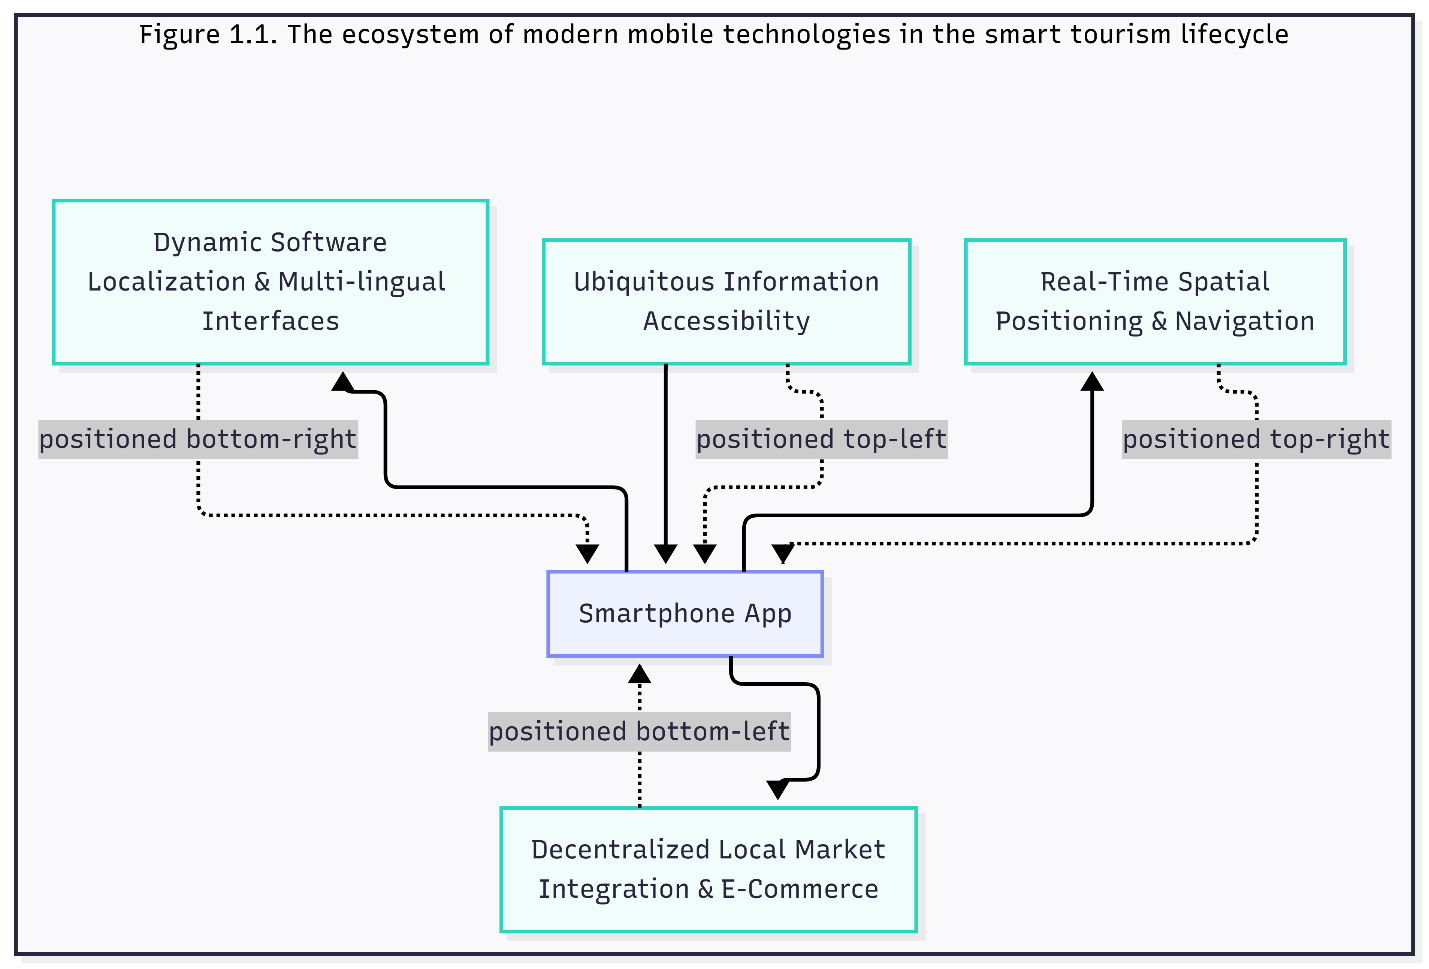 Figure 1.1. The ecosystem of modern mobile technologies in the smart tourism lifecycle
Dynamic Software
Localization & Multi-lingual
Interfaces
Ubiquitous Information
Accessibility
Real-Time Spatial
Positioning & Navigation
positioned bottom-right
positioned top-left
positioned top-right
Smartphone App
positioned bottom-left
Decentralized Local Market
Integration & E-Commerce